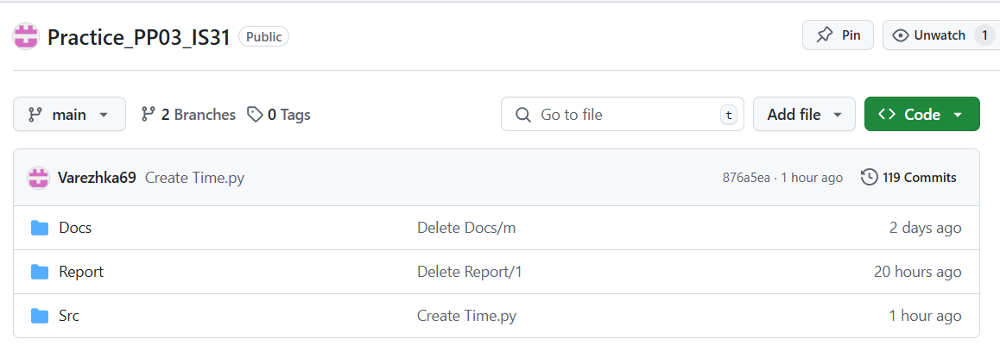 Practice_PP03_IS31 Public Pin Unwatch 1
main 2 Branches 0 Tags Go to file t Add file Code
Varezhka69 Create Time.py 876a5ea · 1 hour ago 119 Commits
Docs Delete Docs/m 2 days ago
Report Delete Report/1 20 hours ago
Src Create Time.py 1 hour ago